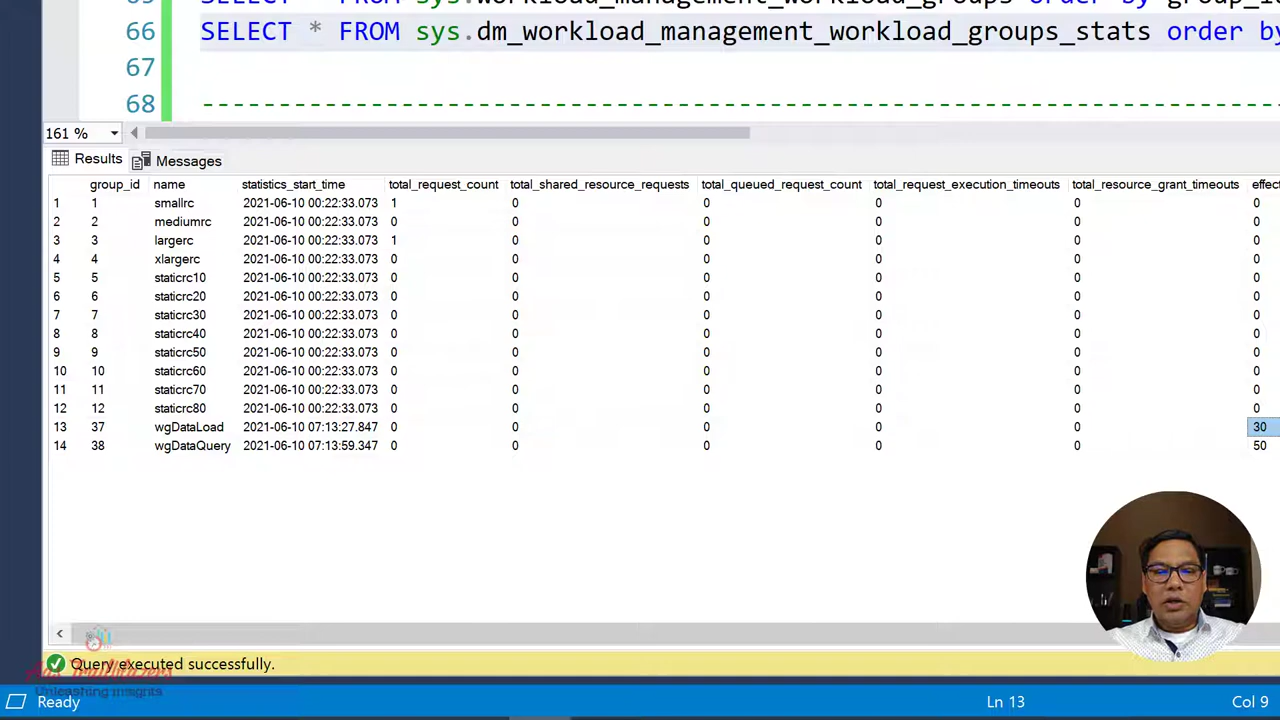 65 SELECT * FROM sys.workload_management_workload_groups order by group_i
66 SELECT * FROM sys.dm_workload_management_workload_groups_stats order by
67
68 --------------------------------------------------------------------------------
161 %
Results Messages
group_id name statistics_start_time total_request_count total_shared_resource_requests total_queued_request_count total_request_execution_timeouts total_resource_grant_timeouts effect
1 1 smallrc 2021-06-10 00:22:33.073 1 0 0 0 0 0
2 2 mediumrc 2021-06-10 00:22:33.073 0 0 0 0 0 0
3 3 largerc 2021-06-10 00:22:33.073 1 0 0 0 0 0
4 4 xlargerc 2021-06-10 00:22:33.073 0 0 0 0 0 0
5 5 staticrc10 2021-06-10 00:22:33.073 0 0 0 0 0 0
6 6 staticrc20 2021-06-10 00:22:33.073 0 0 0 0 0 0
7 7 staticrc30 2021-06-10 00:22:33.073 0 0 0 0 0 0
8 8 staticrc40 2021-06-10 00:22:33.073 0 0 0 0 0 0
9 9 staticrc50 2021-06-10 00:22:33.073 0 0 0 0 0 0
10 10 staticrc60 2021-06-10 00:22:33.073 0 0 0 0 0 0
11 11 staticrc70 2021-06-10 00:22:33.073 0 0 0 0 0 0
12 12 staticrc80 2021-06-10 00:22:33.073 0 0 0 0 0 0
13 37 wgDataLoad 2021-06-10 07:13:27.847 0 0 0 0 0 30
14 38 wgDataQuery 2021-06-10 07:13:59.347 0 0 0 0 0 50
Query executed successfully.
Unleashing Insights
Ready Ln 13 Col 9